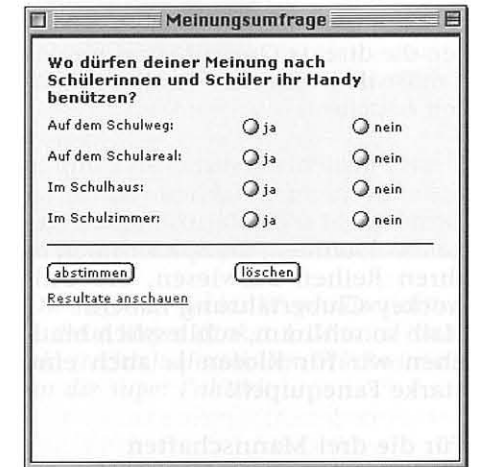 Meinungsumfrage
Wo dürfen deiner Meinung nach
Schülerinnen und Schüler ihr Handy
benützen?
Auf dem Schulweg: ja nein
Auf dem Schulareal: ja nein
Im Schulhaus: ja nein
Im Schulzimmer: ja nein
abstimmen löschen
Resultate anschauen